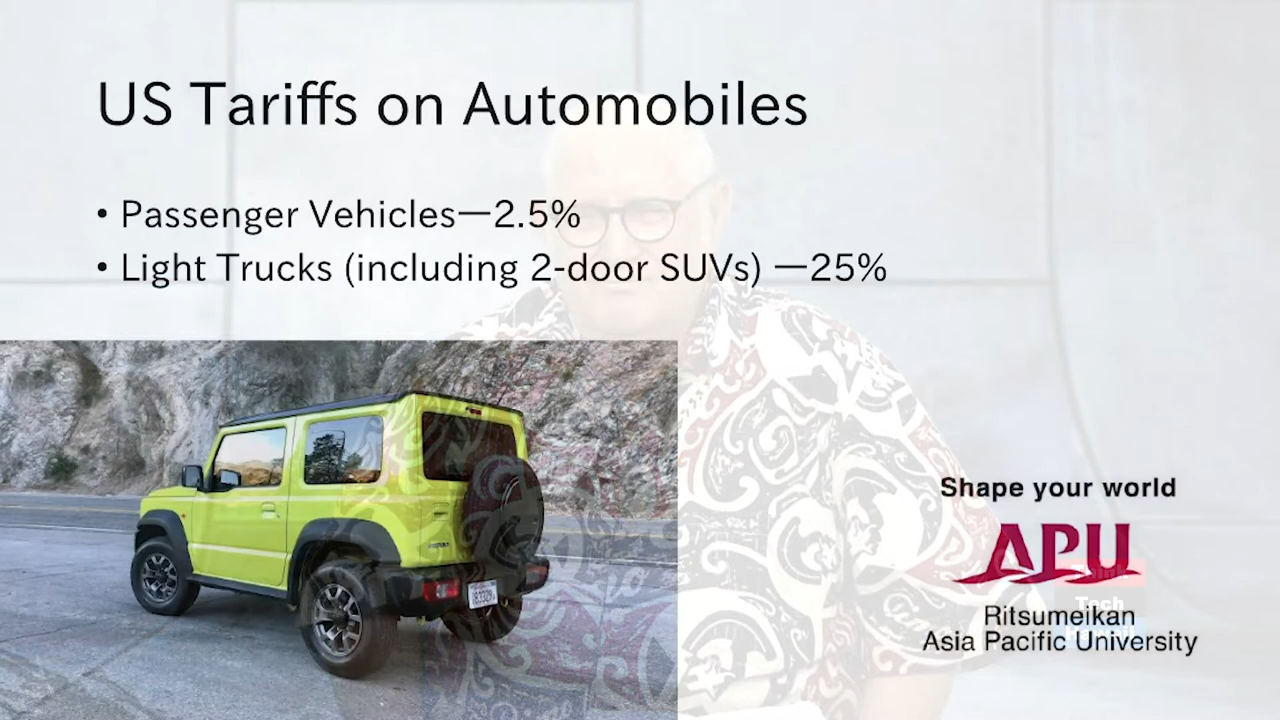 US Tariffs on Automobiles
• Passenger Vehicles—2.5%
• Light Trucks (including 2-door SUVs) —25%
Shape your world
APU
Tech
Ritsumeikan
Asia Pacific University